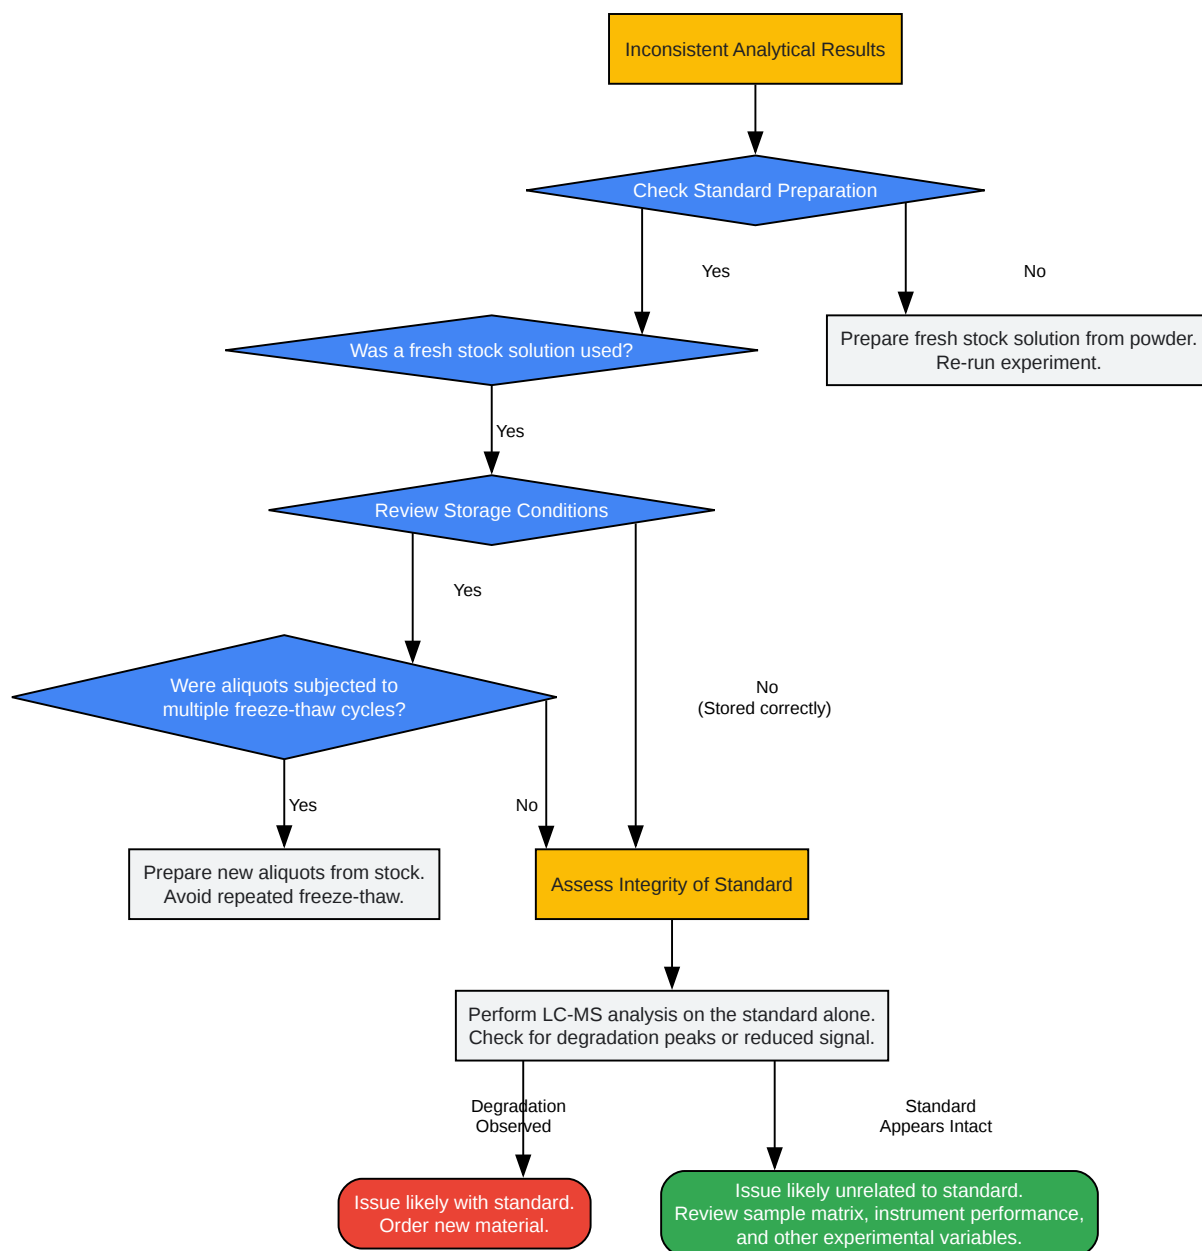 Inconsistent Analytical Results
Check Standard Preparation
Yes
No
Prepare fresh stock solution from powder.
Re-run experiment.
Was a fresh stock solution used?
Yes
Review Storage Conditions
Yes
Were aliquots subjected to
multiple freeze-thaw cycles?
No
(Stored correctly)
Yes
No
Prepare new aliquots from stock.
Avoid repeated freeze-thaw.
Assess Integrity of Standard
Perform LC-MS analysis on the standard alone.
Check for degradation peaks or reduced signal.
Degradation
Observed
Standard
Appears Intact
Issue likely with standard.
Order new material.
Issue likely unrelated to standard.
Review sample matrix, instrument performance,
and other experimental variables.